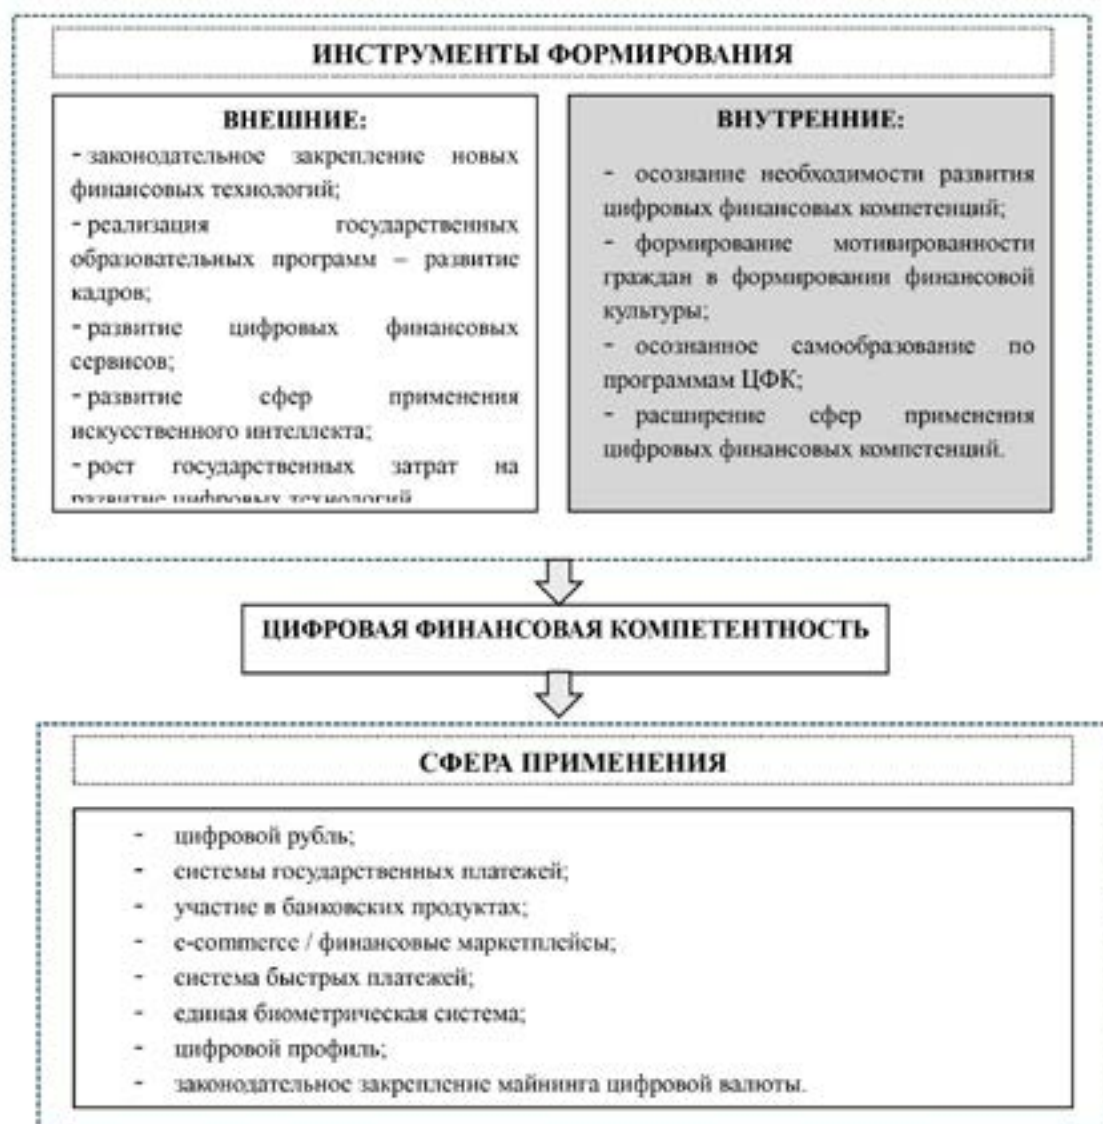 ИНСТРУМЕНТЫ ФОРМИРОВАНИЯ
ВНЕШНИЕ:
- законодательное закрепление новых
финансовых технологий;
- реализация государственных
образовательных программ – развитие
кадров;
- развитие цифровых финансовых
сервисов;
- развитие сфер применения
искусственного интеллекта;
- рост государственных затрат на
развитие цифровых технологий
ВНУТРЕННИЕ:
- осознание необходимости развития
цифровых финансовых компетенций;
- формирование мотивированности
граждан в формировании финансовой
культуры;
- осознанное самообразование по
программам ЦФК;
- расширение сфер применения
цифровых финансовых компетенций.
ЦИФРОВАЯ ФИНАНСОВАЯ КОМПЕТЕНТНОСТЬ
СФЕРА ПРИМЕНЕНИЯ
- цифровой рубль;
- системы государственных платежей;
- участие в банковских продуктах;
- e-commerce / финансовые маркетплейсы;
- система быстрых платежей;
- единая биометрическая система;
- цифровой профиль;
- законодательное закрепление майнинга цифровой валюты.